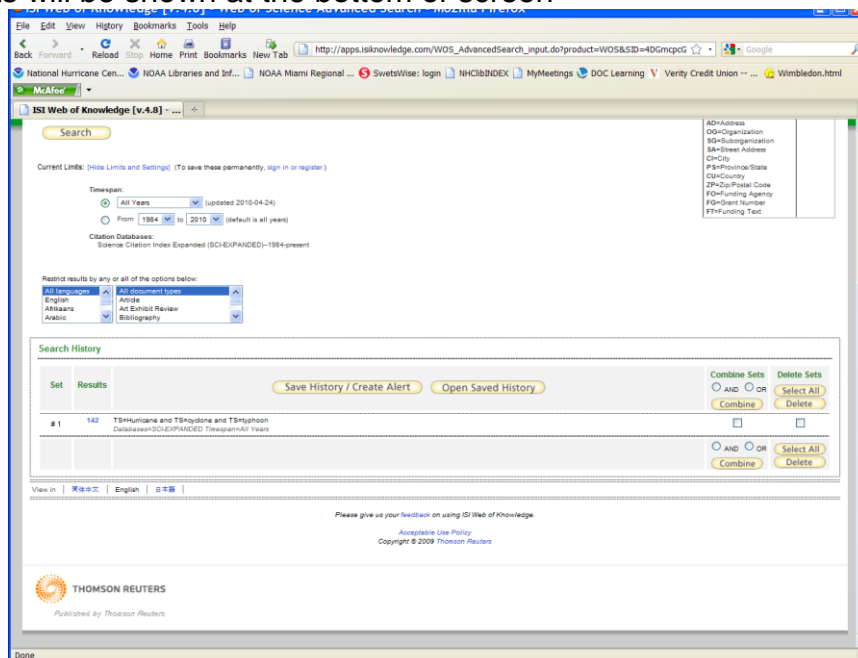 s will be shown at the bottom of screen
ISI Web of Knowledge [v.4.8] - Web of Science Advanced Search - Mozilla Firefox
File Edit View History Bookmarks Tools Help
Back Forward Reload Stop Home Print Bookmarks New Tab http://apps.isiknowledge.com/WOS_AdvancedSearch_input.do?product=WOS&SID=4DGmcpcG Google
National Hurricane Cen... NOAA Libraries and Inf... NOAA Miami Regional ... SwetsWise: login NHClibINDEX MyMeetings DOC Learning Verity Credit Union -- ... Wimbledon.html
McAfee
ISI Web of Knowledge [v.4.8] - ...
AD=Address
OG=Organization
SG=Suborganization
SA=Street Address
CI=City
PS=Province/State
CU=Country
ZP=Zip/Postal Code
FO=Funding Agency
FG=Grant Number
FT=Funding Text
Search
Current Limits: [Hide Limits and Settings] (To save these permanently, sign in or register.)
Timespan:
All Years (updated 2010-04-24)
From 1984 to 2010 (default is all years)
Citation Databases:
Science Citation Index Expanded (SCI-EXPANDED)--1984-present
Restrict results by any or all of the options below:
All languages All document types
English Article
Afrikaans Art Exhibit Review
Arabic Bibliography
Search History
Set Results Save History / Create Alert Open Saved History Combine Sets AND OR Combine Delete Sets Select All Delete
# 1 142 TS=Hurricane and TS=cyclone and TS=typhoon
Databases=SCI-EXPANDED Timespan=All Years
AND OR Select All
Combine Delete
View in | 简体中文 | English | 日本語 |
Please give us your feedback on using ISI Web of Knowledge.
Acceptable Use Policy
Copyright © 2009 Thomson Reuters
THOMSON REUTERS
Published by Thomson Reuters
Done